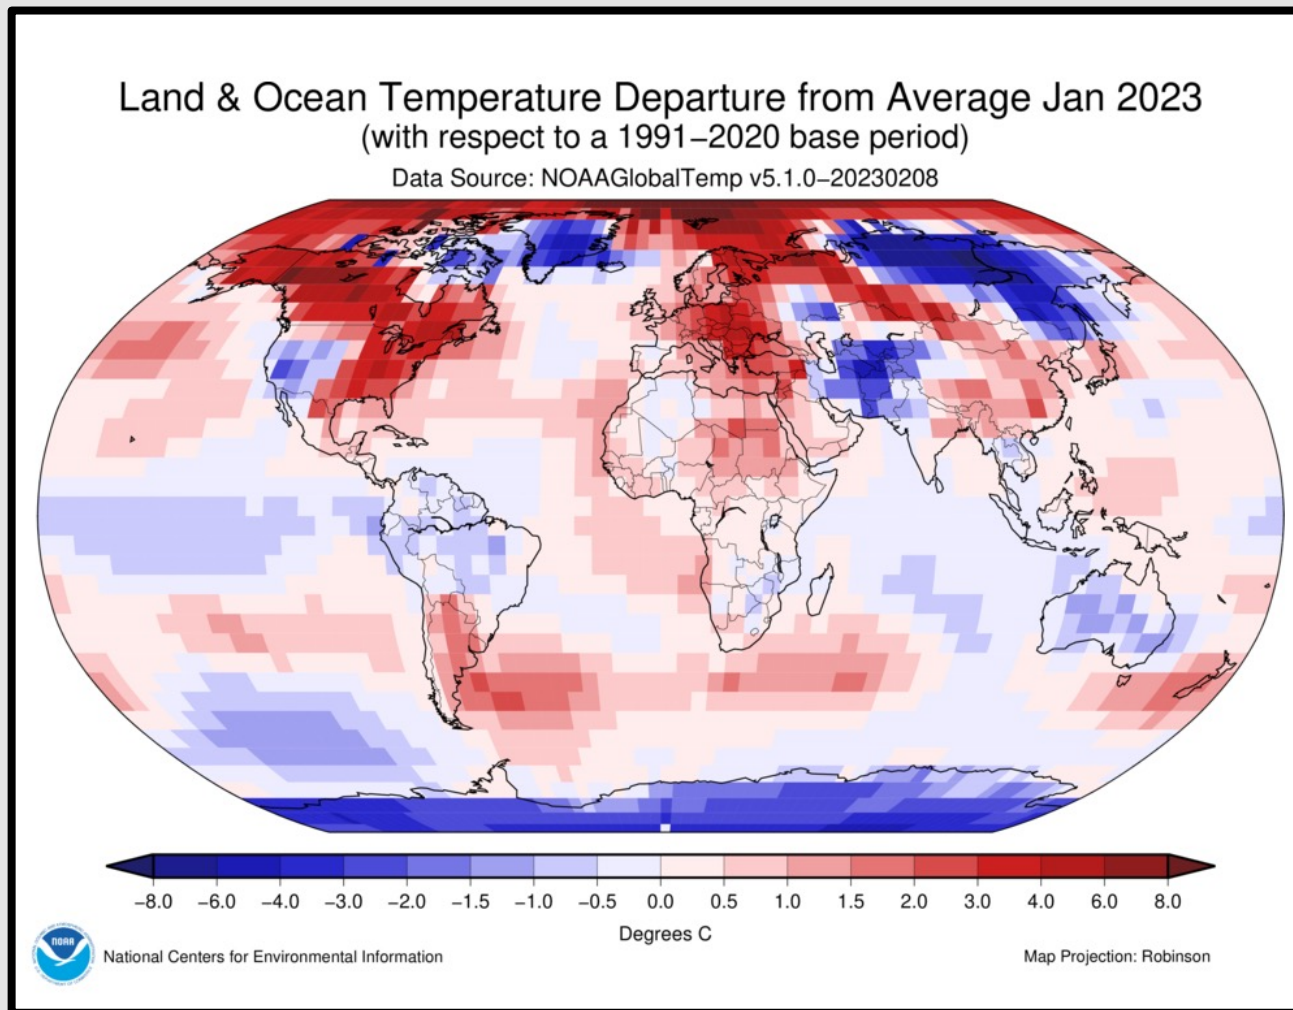 Land & Ocean Temperature Departure from Average Jan 2023
(with respect to a 1991–2020 base period)
Data Source: NOAAGlobalTemp v5.1.0–20230208
−8.0 −6.0 −4.0 −3.0 −2.0 −1.5 −1.0 −0.5 0.0 0.5 1.0 1.5 2.0 3.0 4.0 6.0 8.0
Degrees C
NOAA
National Centers for Environmental Information
Map Projection: Robinson